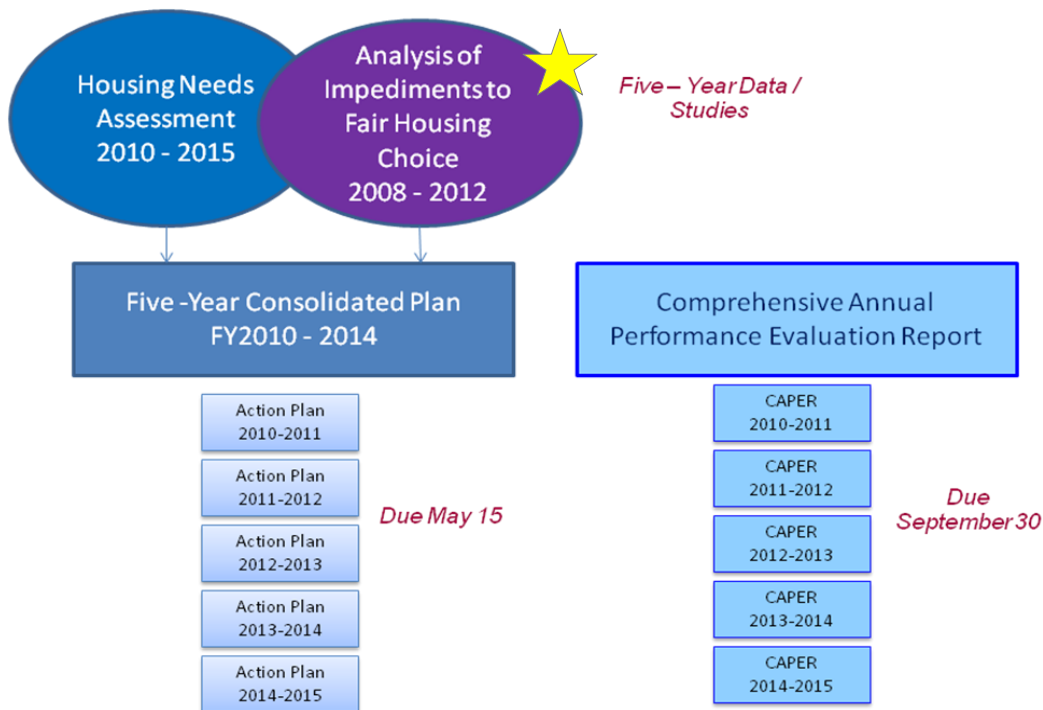 Housing Needs
Assessment
2010 - 2015
Analysis of
Impediments to
Fair Housing
Choice
2008 - 2012
Five – Year Data /
Studies
Five -Year Consolidated Plan
FY2010 - 2014
Comprehensive Annual
Performance Evaluation Report
Action Plan
2010-2011
Action Plan
2011-2012
Action Plan
2012-2013
Action Plan
2013-2014
Action Plan
2014-2015
Due May 15
CAPER
2010-2011
CAPER
2011-2012
CAPER
2012-2013
CAPER
2013-2014
CAPER
2014-2015
Due
September 30